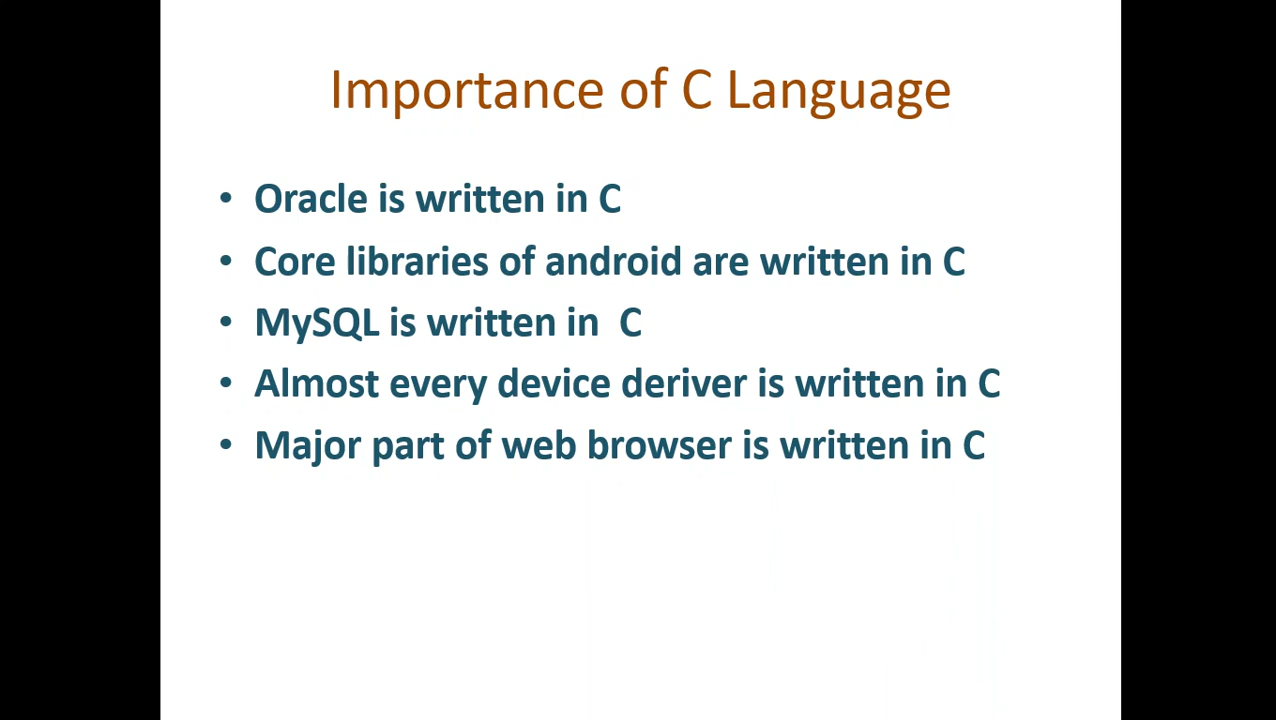 Importance of C Language
• Oracle is written in C
• Core libraries of android are written in C
• MySQL is written in  C
• Almost every device deriver is written in C
• Major part of web browser is written in C